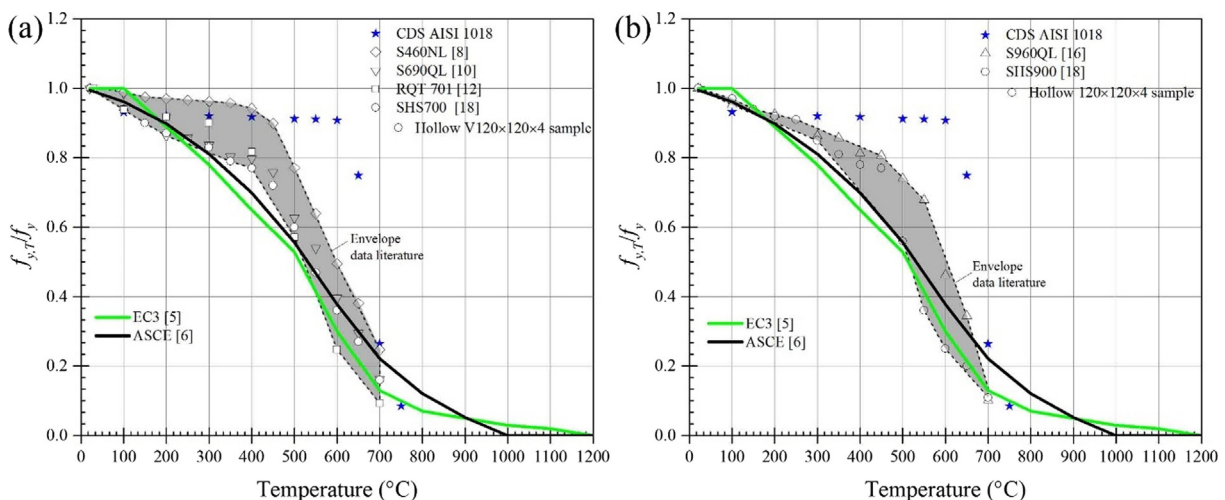 (a)
1.2
1.0
0.8
0.6
0.4
0.2
0.0
f_{y,T}/f_y
CDS AISI 1018
S460NL [8]
S690QL [10]
RQT 701 [12]
SHS700 [18]
Hollow V120×120×4 sample
Envelope
data literature
EC3 [5]
ASCE [6]
0 100 200 300 400 500 600 700 800 900 1000 1200
Temperature (°C)
(b)
1.2
1.0
0.8
0.6
0.4
0.2
0.0
f_{y,T}/f_y
CDS AISI 1018
S960QL [16]
SHS900 [18]
Hollow 120×120×4 sample
Envelope
data literature
EC3 [5]
ASCE [6]
0 100 200 300 400 500 600 700 800 900 1000 1200
Temperature (°C)